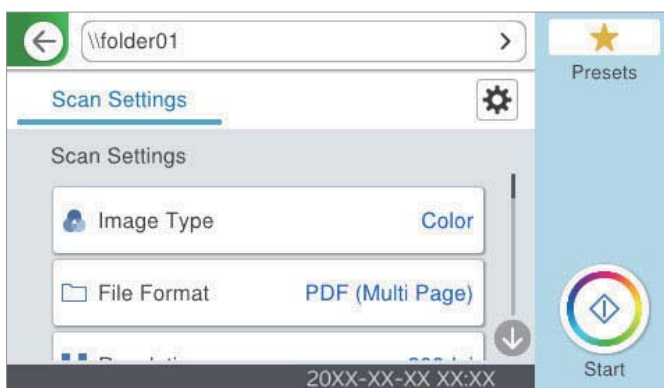 \\folder01
Presets
Scan Settings
Scan Settings
Image Type Color
File Format PDF (Multi Page)
20XX-XX-XX XX:XX
Start